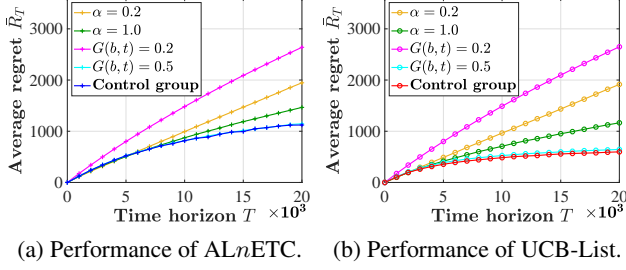 Average regret R̄_T
3000
2000
1000
0
α = 0.2
α = 1.0
G(b, t) = 0.2
G(b, t) = 0.5
Control group
0 5 10 15 20
Time horizon T ×10³
(a) Performance of ALnETC.
Average regret R̄_T
3000
2000
1000
0
α = 0.2
α = 1.0
G(b, t) = 0.2
G(b, t) = 0.5
Control group
0 5 10 15 20
Time horizon T ×10³
(b) Performance of UCB-List.